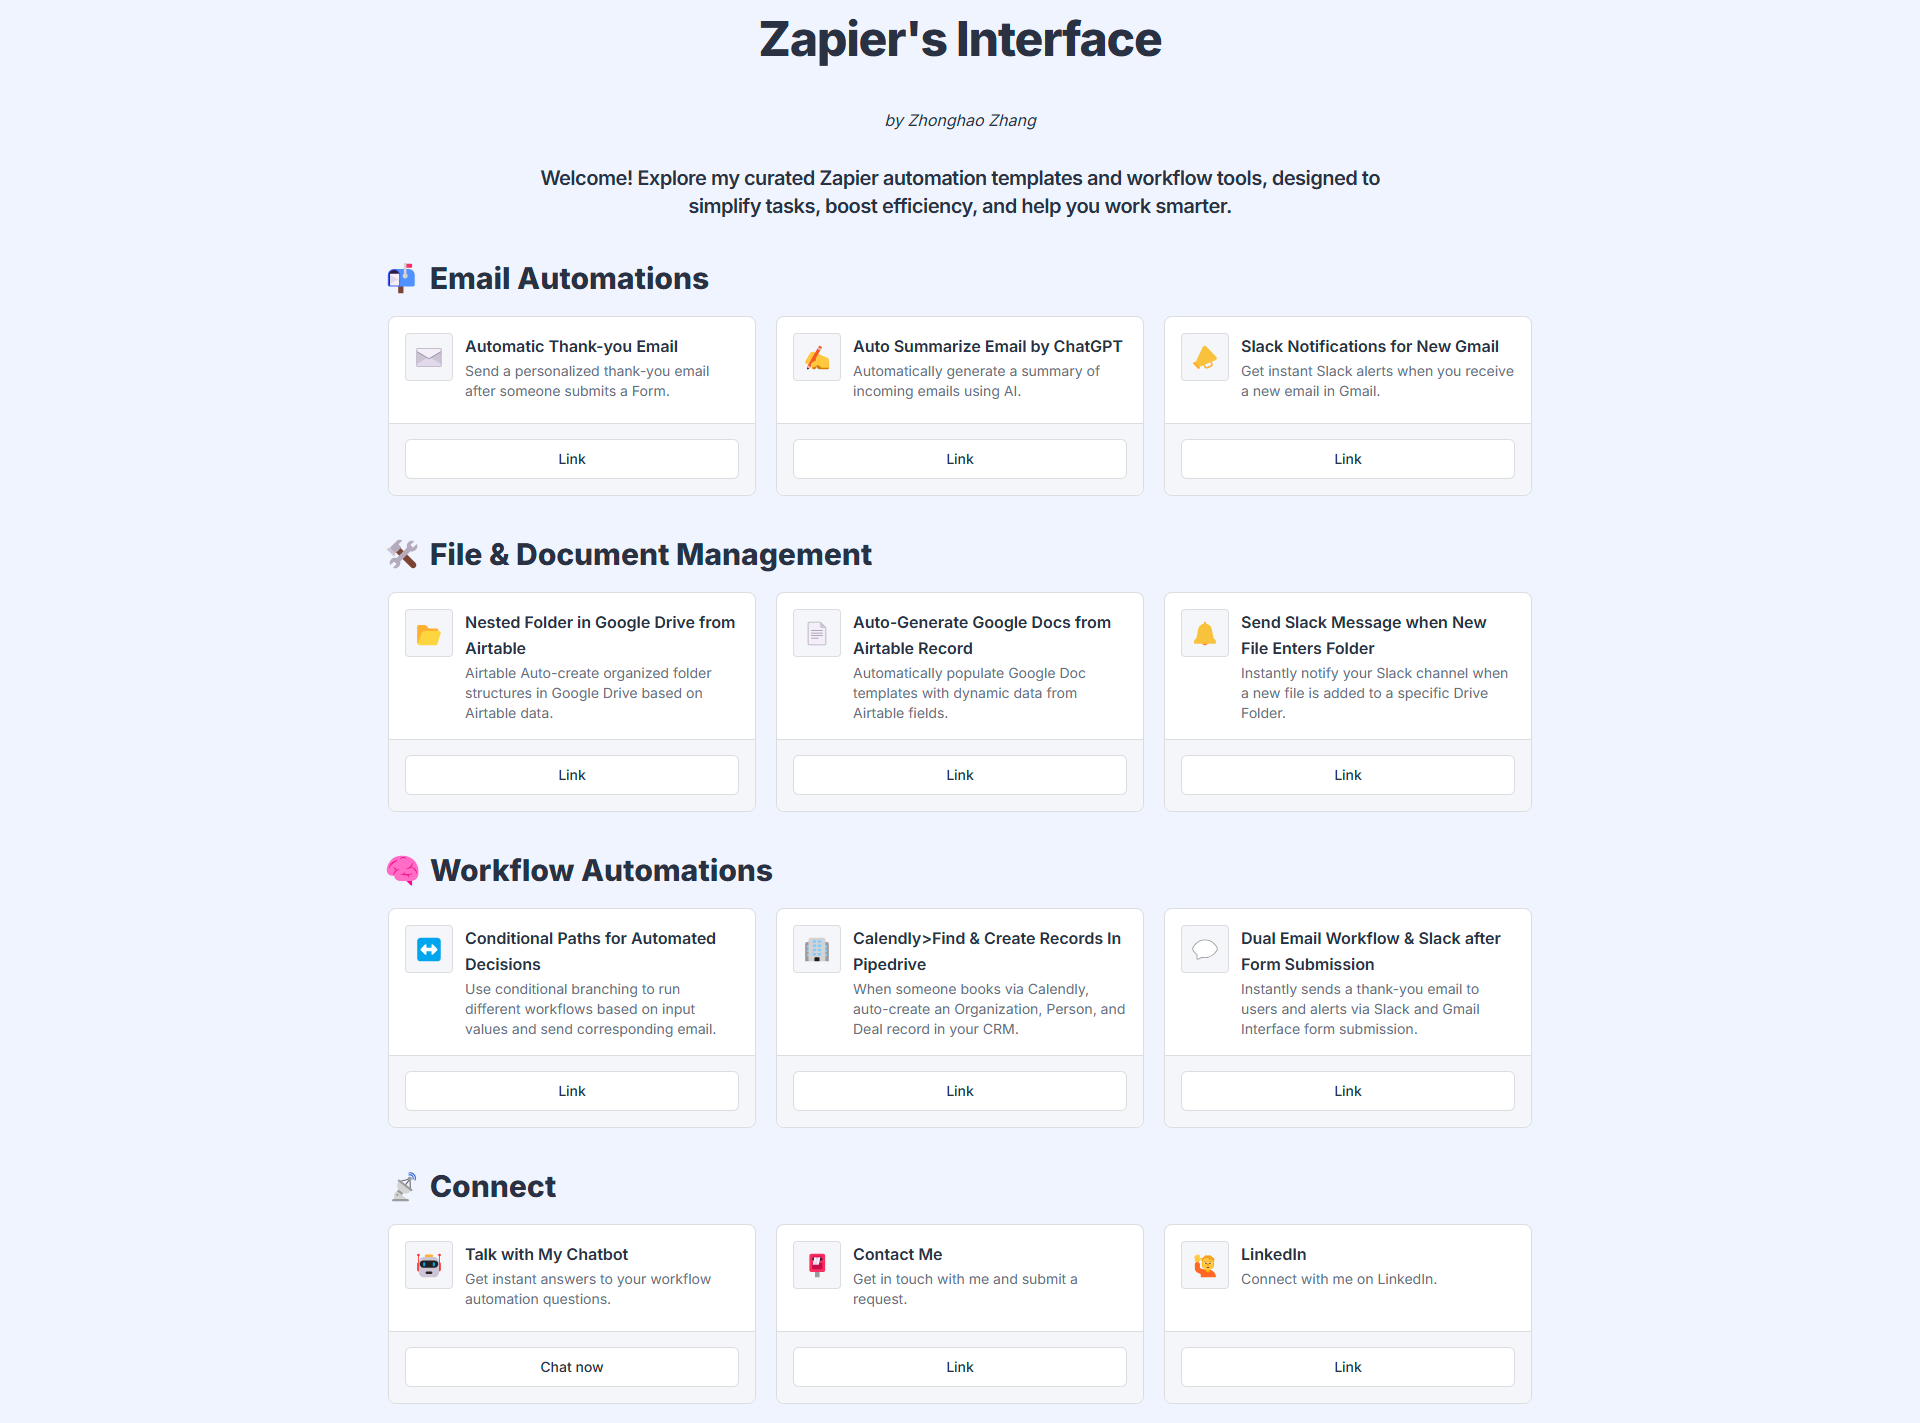 Zapier's Interface
by Zhonghao Zhang
Welcome! Explore my curated Zapier automation templates and workflow tools, designed to
simplify tasks, boost efficiency, and help you work smarter.
Email Automations
Automatic Thank-you Email
Send a personalized thank-you email
after someone submits a Form.
Link
Auto Summarize Email by ChatGPT
Automatically generate a summary of
incoming emails using AI.
Link
Slack Notifications for New Gmail
Get instant Slack alerts when you receive
a new email in Gmail.
Link
File & Document Management
Nested Folder in Google Drive from
Airtable
Airtable Auto-create organized folder
structures in Google Drive based on
Airtable data.
Link
Auto-Generate Google Docs from
Airtable Record
Automatically populate Google Doc
templates with dynamic data from
Airtable fields.
Link
Send Slack Message when New
File Enters Folder
Instantly notify your Slack channel when
a new file is added to a specific Drive
Folder.
Link
Workflow Automations
Conditional Paths for Automated
Decisions
Use conditional branching to run
different workflows based on input
values and send corresponding email.
Link
Calendly>Find & Create Records In
Pipedrive
When someone books via Calendly,
auto-create an Organization, Person, and
Deal record in your CRM.
Link
Dual Email Workflow & Slack after
Form Submission
Instantly sends a thank-you email to
users and alerts via Slack and Gmail
Interface form submission.
Link
Connect
Talk with My Chatbot
Get instant answers to your workflow
automation questions.
Chat now
Contact Me
Get in touch with me and submit a
request.
Link
LinkedIn
Connect with me on LinkedIn.
Link